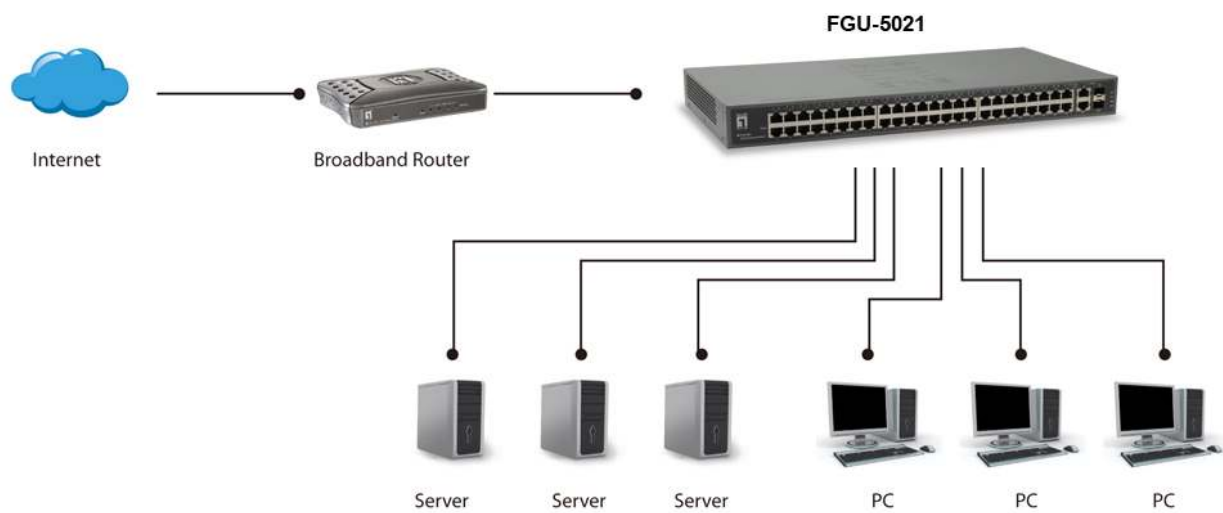 FGU-5021
Internet
Broadband Router
Server
Server
Server
PC
PC
PC